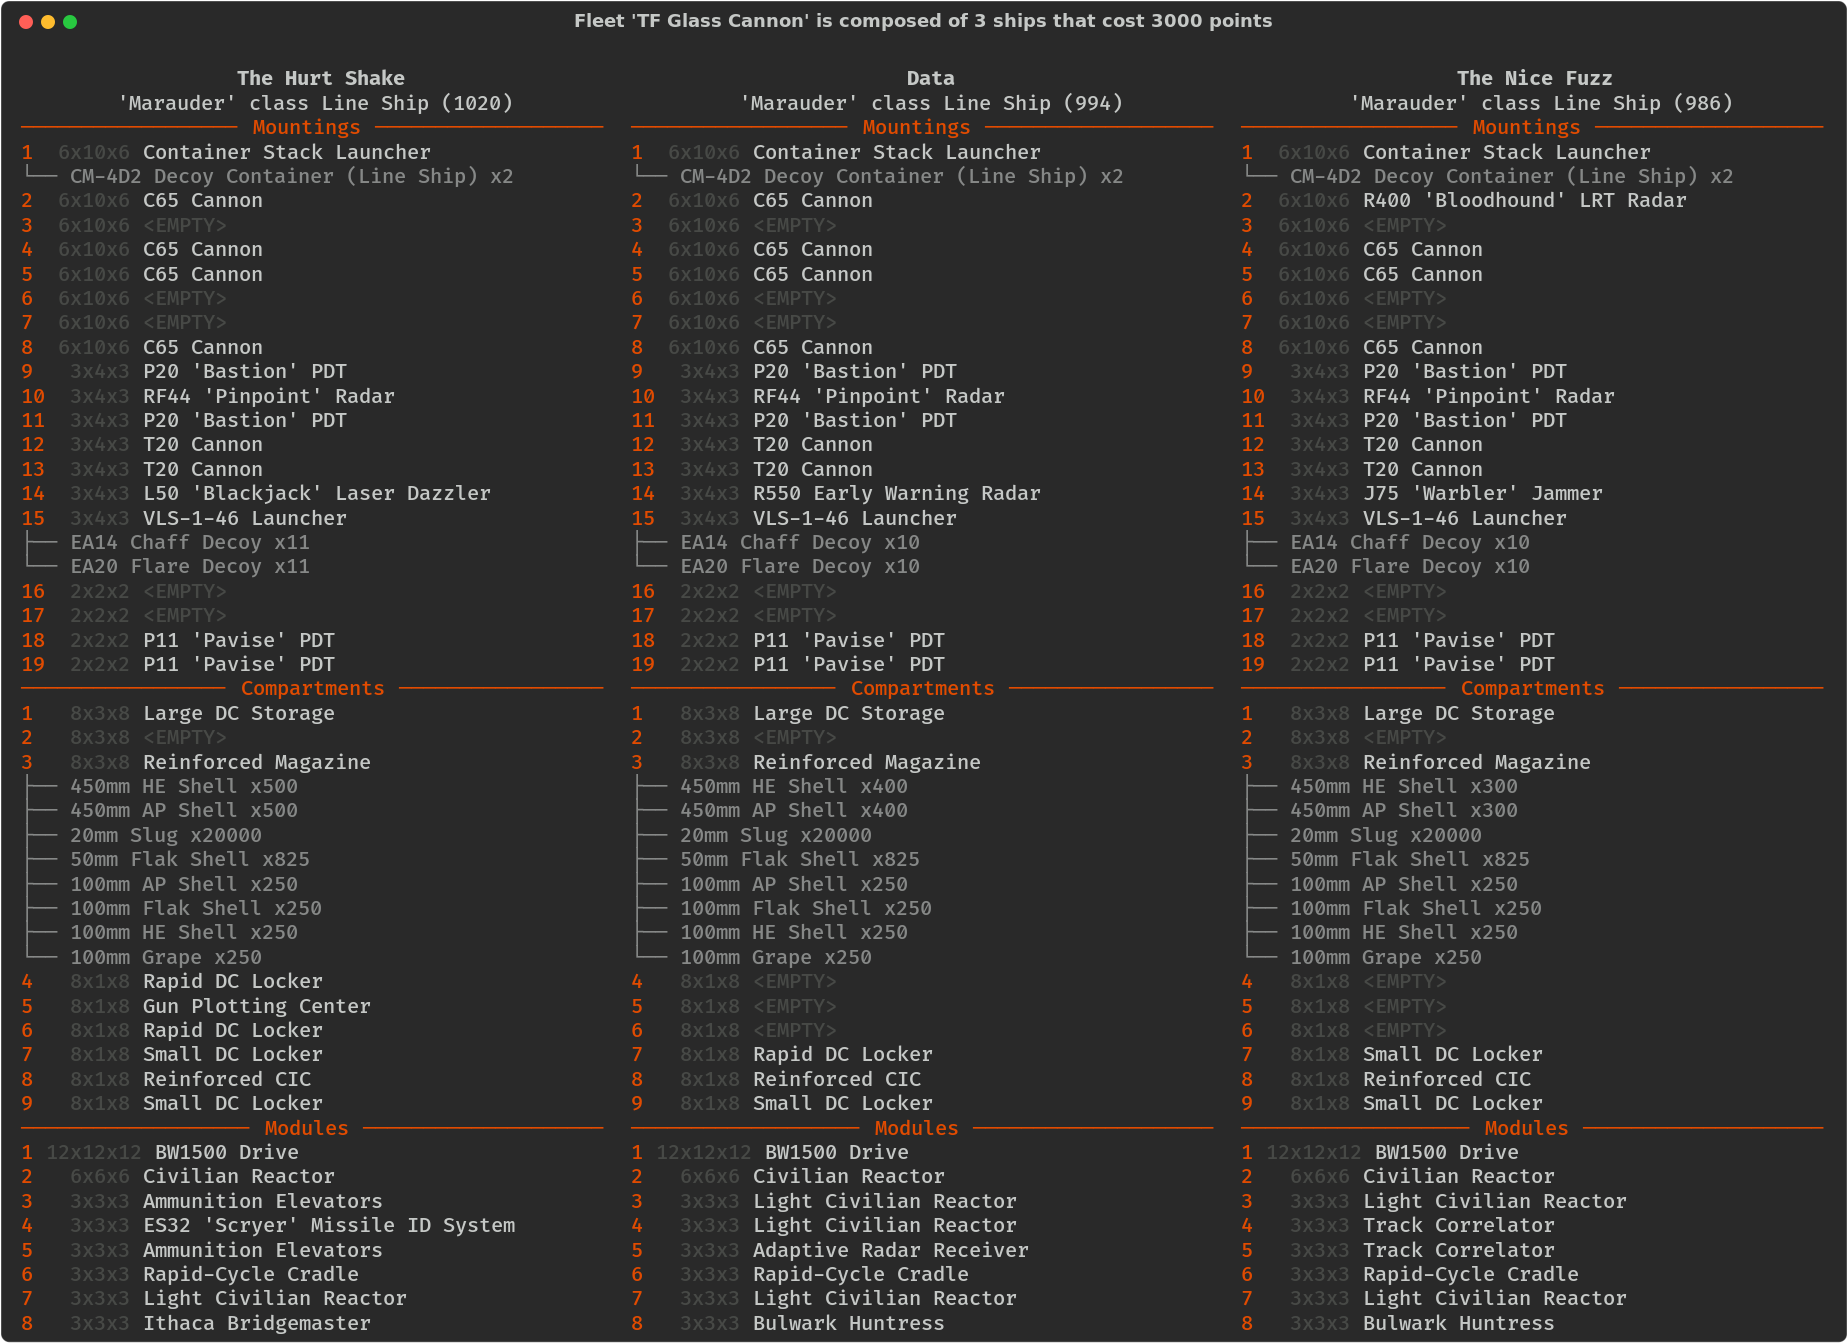 Fleet 'TF Glass Cannon' is composed of 3 ships that cost 3000 points
The Hurt Shake
'Marauder' class Line Ship (1020)
Mountings
1 6x10x6 Container Stack Launcher
└── CM-4D2 Decoy Container (Line Ship) x2
2 6x10x6 C65 Cannon
3 6x10x6 <EMPTY>
4 6x10x6 C65 Cannon
5 6x10x6 C65 Cannon
6 6x10x6 <EMPTY>
7 6x10x6 <EMPTY>
8 6x10x6 C65 Cannon
9 3x4x3 P20 'Bastion' PDT
10 3x4x3 RF44 'Pinpoint' Radar
11 3x4x3 P20 'Bastion' PDT
12 3x4x3 T20 Cannon
13 3x4x3 T20 Cannon
14 3x4x3 L50 'Blackjack' Laser Dazzler
15 3x4x3 VLS-1-46 Launcher
├── EA14 Chaff Decoy x11
└── EA20 Flare Decoy x11
16 2x2x2 <EMPTY>
17 2x2x2 <EMPTY>
18 2x2x2 P11 'Pavise' PDT
19 2x2x2 P11 'Pavise' PDT
Compartments
1 8x3x8 Large DC Storage
2 8x3x8 <EMPTY>
3 8x3x8 Reinforced Magazine
├── 450mm HE Shell x500
├── 450mm AP Shell x500
├── 20mm Slug x20000
├── 50mm Flak Shell x825
├── 100mm AP Shell x250
├── 100mm Flak Shell x250
├── 100mm HE Shell x250
└── 100mm Grape x250
4 8x1x8 Rapid DC Locker
5 8x1x8 Gun Plotting Center
6 8x1x8 Rapid DC Locker
7 8x1x8 Small DC Locker
8 8x1x8 Reinforced CIC
9 8x1x8 Small DC Locker
Modules
1 12x12x12 BW1500 Drive
2 6x6x6 Civilian Reactor
3 3x3x3 Ammunition Elevators
4 3x3x3 ES32 'Scryer' Missile ID System
5 3x3x3 Ammunition Elevators
6 3x3x3 Rapid-Cycle Cradle
7 3x3x3 Light Civilian Reactor
8 3x3x3 Ithaca Bridgemaster
Data
'Marauder' class Line Ship (994)
Mountings
1 6x10x6 Container Stack Launcher
└── CM-4D2 Decoy Container (Line Ship) x2
2 6x10x6 C65 Cannon
3 6x10x6 <EMPTY>
4 6x10x6 C65 Cannon
5 6x10x6 C65 Cannon
6 6x10x6 <EMPTY>
7 6x10x6 <EMPTY>
8 6x10x6 C65 Cannon
9 3x4x3 P20 'Bastion' PDT
10 3x4x3 RF44 'Pinpoint' Radar
11 3x4x3 P20 'Bastion' PDT
12 3x4x3 T20 Cannon
13 3x4x3 T20 Cannon
14 3x4x3 R550 Early Warning Radar
15 3x4x3 VLS-1-46 Launcher
├── EA14 Chaff Decoy x10
└── EA20 Flare Decoy x10
16 2x2x2 <EMPTY>
17 2x2x2 <EMPTY>
18 2x2x2 P11 'Pavise' PDT
19 2x2x2 P11 'Pavise' PDT
Compartments
1 8x3x8 Large DC Storage
2 8x3x8 <EMPTY>
3 8x3x8 Reinforced Magazine
├── 450mm HE Shell x400
├── 450mm AP Shell x400
├── 20mm Slug x20000
├── 50mm Flak Shell x825
├── 100mm AP Shell x250
├── 100mm Flak Shell x250
├── 100mm HE Shell x250
└── 100mm Grape x250
4 8x1x8 <EMPTY>
5 8x1x8 <EMPTY>
6 8x1x8 <EMPTY>
7 8x1x8 Rapid DC Locker
8 8x1x8 Reinforced CIC
9 8x1x8 Small DC Locker
Modules
1 12x12x12 BW1500 Drive
2 6x6x6 Civilian Reactor
3 3x3x3 Light Civilian Reactor
4 3x3x3 Light Civilian Reactor
5 3x3x3 Adaptive Radar Receiver
6 3x3x3 Rapid-Cycle Cradle
7 3x3x3 Light Civilian Reactor
8 3x3x3 Bulwark Huntress
The Nice Fuzz
'Marauder' class Line Ship (986)
Mountings
1 6x10x6 Container Stack Launcher
└── CM-4D2 Decoy Container (Line Ship) x2
2 6x10x6 R400 'Bloodhound' LRT Radar
3 6x10x6 <EMPTY>
4 6x10x6 C65 Cannon
5 6x10x6 C65 Cannon
6 6x10x6 <EMPTY>
7 6x10x6 <EMPTY>
8 6x10x6 C65 Cannon
9 3x4x3 P20 'Bastion' PDT
10 3x4x3 RF44 'Pinpoint' Radar
11 3x4x3 P20 'Bastion' PDT
12 3x4x3 T20 Cannon
13 3x4x3 T20 Cannon
14 3x4x3 J75 'Warbler' Jammer
15 3x4x3 VLS-1-46 Launcher
├── EA14 Chaff Decoy x10
└── EA20 Flare Decoy x10
16 2x2x2 <EMPTY>
17 2x2x2 <EMPTY>
18 2x2x2 P11 'Pavise' PDT
19 2x2x2 P11 'Pavise' PDT
Compartments
1 8x3x8 Large DC Storage
2 8x3x8 <EMPTY>
3 8x3x8 Reinforced Magazine
├── 450mm HE Shell x300
├── 450mm AP Shell x300
├── 20mm Slug x20000
├── 50mm Flak Shell x825
├── 100mm AP Shell x250
├── 100mm Flak Shell x250
├── 100mm HE Shell x250
└── 100mm Grape x250
4 8x1x8 <EMPTY>
5 8x1x8 <EMPTY>
6 8x1x8 <EMPTY>
7 8x1x8 Small DC Locker
8 8x1x8 Reinforced CIC
9 8x1x8 Small DC Locker
Modules
1 12x12x12 BW1500 Drive
2 6x6x6 Civilian Reactor
3 3x3x3 Light Civilian Reactor
4 3x3x3 Track Correlator
5 3x3x3 Track Correlator
6 3x3x3 Rapid-Cycle Cradle
7 3x3x3 Light Civilian Reactor
8 3x3x3 Bulwark Huntress